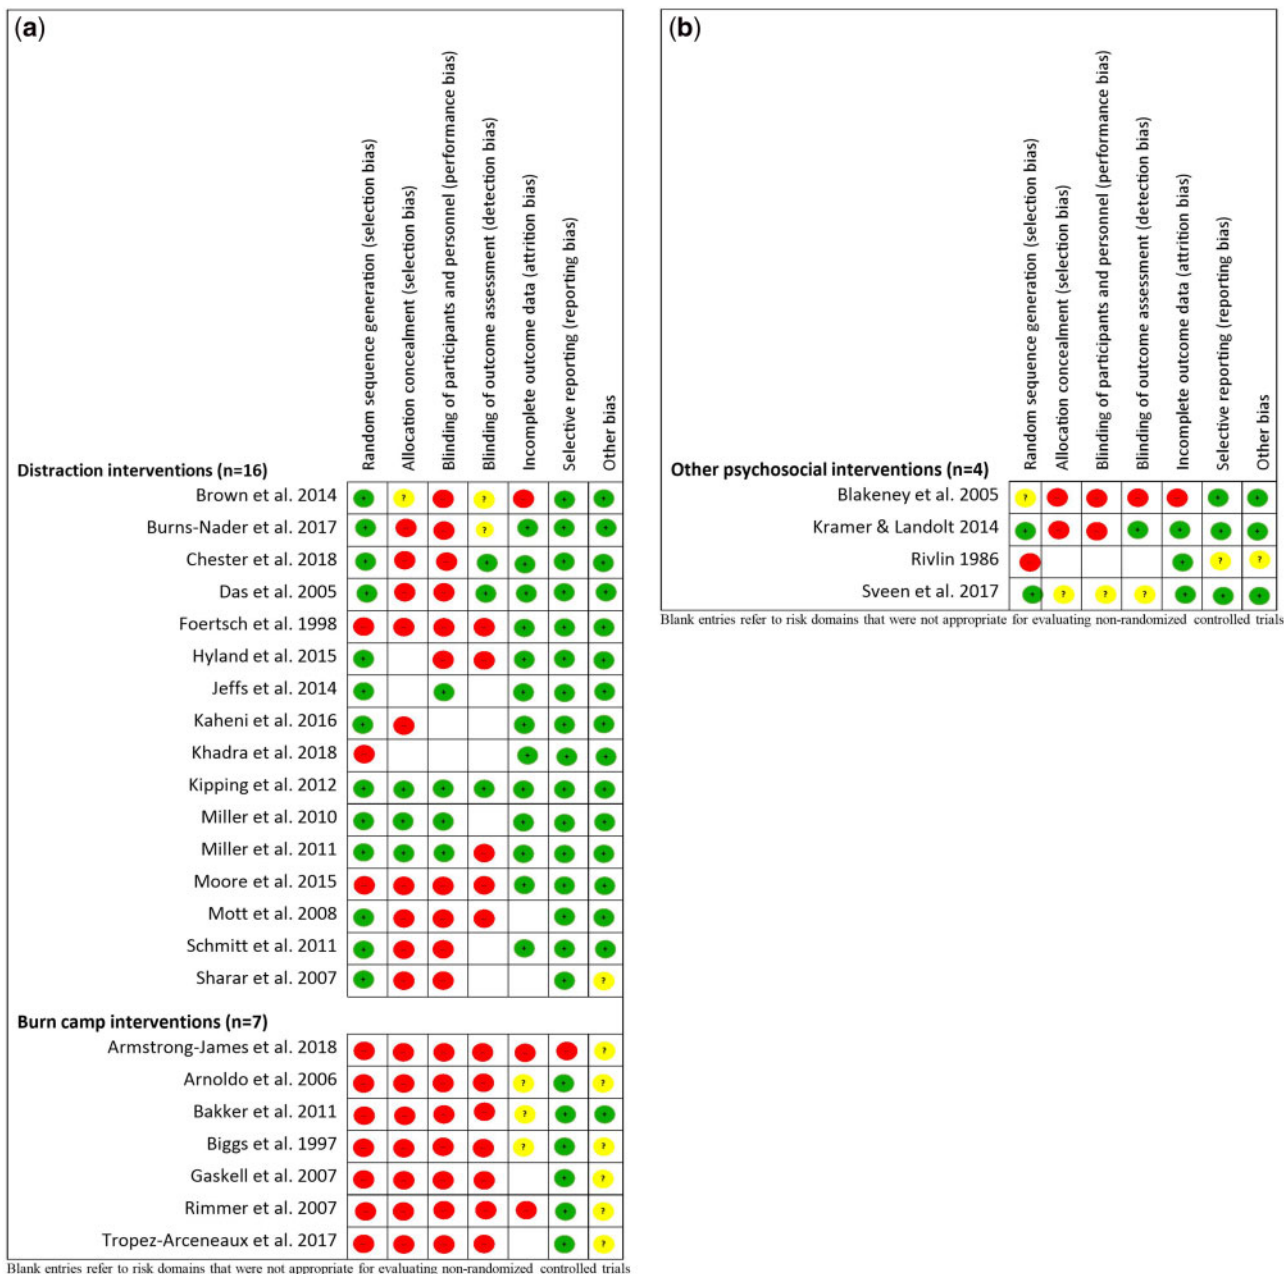 (a)
Random sequence generation (selection bias)
Allocation concealment (selection bias)
Blinding of participants and personnel (performance bias)
Blinding of outcome assessment (detection bias)
Incomplete outcome data (attrition bias)
Selective reporting (reporting bias)
Other bias
Distraction interventions (n=16)
Brown et al. 2014 + ? - ? - + +
Burns-Nader et al. 2017 + - - ? + + +
Chester et al. 2018 + - - + + + +
Das et al. 2005 + - - + + + +
Foertsch et al. 1998 - - - - + + +
Hyland et al. 2015 + - - + + +
Jeffs et al. 2014 + + + + +
Kaheni et al. 2016 + - + + +
Khadra et al. 2018 - + + +
Kipping et al. 2012 + + + + + + +
Miller et al. 2010 + + + + + +
Miller et al. 2011 + + + - + + +
Moore et al. 2015 - - - - + + +
Mott et al. 2008 + - - - + +
Schmitt et al. 2011 + - - + + +
Sharar et al. 2007 + - - + ?
Burn camp interventions (n=7)
Armstrong-James et al. 2018 - - - - - - ?
Arnoldo et al. 2006 - - - - ? + ?
Bakker et al. 2011 - - - - ? + +
Biggs et al. 1997 - - - - ? + ?
Gaskell et al. 2007 - - - - + ?
Rimmer et al. 2007 - - - - - + ?
Tropez-Arceneaux et al. 2017 - - - - + ?
Blank entries refer to risk domains that were not appropriate for evaluating non-randomized controlled trials
(b)
Random sequence generation (selection bias)
Allocation concealment (selection bias)
Blinding of participants and personnel (performance bias
Blinding of outcome assessment (detection bias)
Incomplete outcome data (attrition bias)
Selective reporting (reporting bias)
Other bias
Other psychosocial interventions (n=4)
Blakeney et al. 2005 ? - - - - + +
Kramer & Landolt 2014 + - - + + + +
Rivlin 1986 - + ? ?
Sveen et al. 2017 + ? ? ? + + +
Blank entries refer to risk domains that were not appropriate for evaluating non-randomized controlled trials